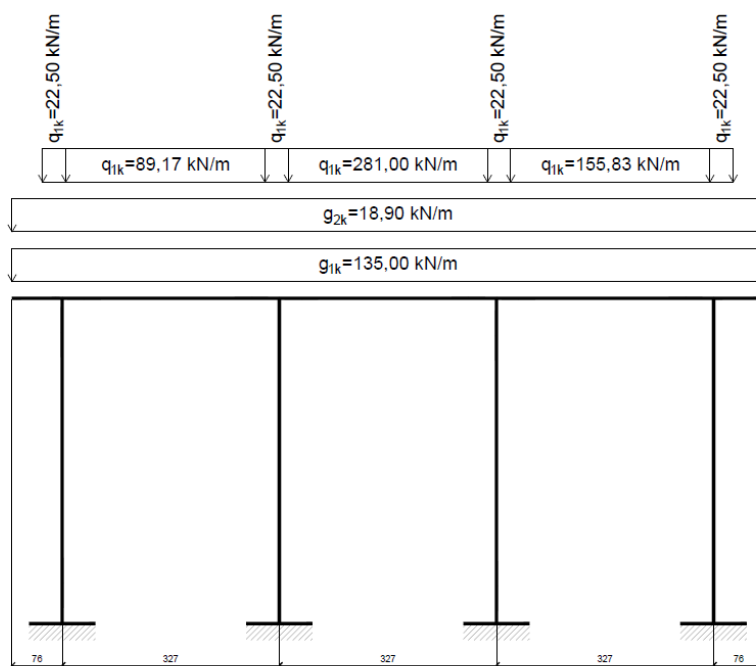 q1k=22,50 kN/m
q1k=22,50 kN/m
q1k=22,50 kN/m
q1k=22,50 kN/m
q1k=89,17 kN/m
q1k=281,00 kN/m
q1k=155,83 kN/m
g2k=18,90 kN/m
g1k=135,00 kN/m
76
327
327
327
76